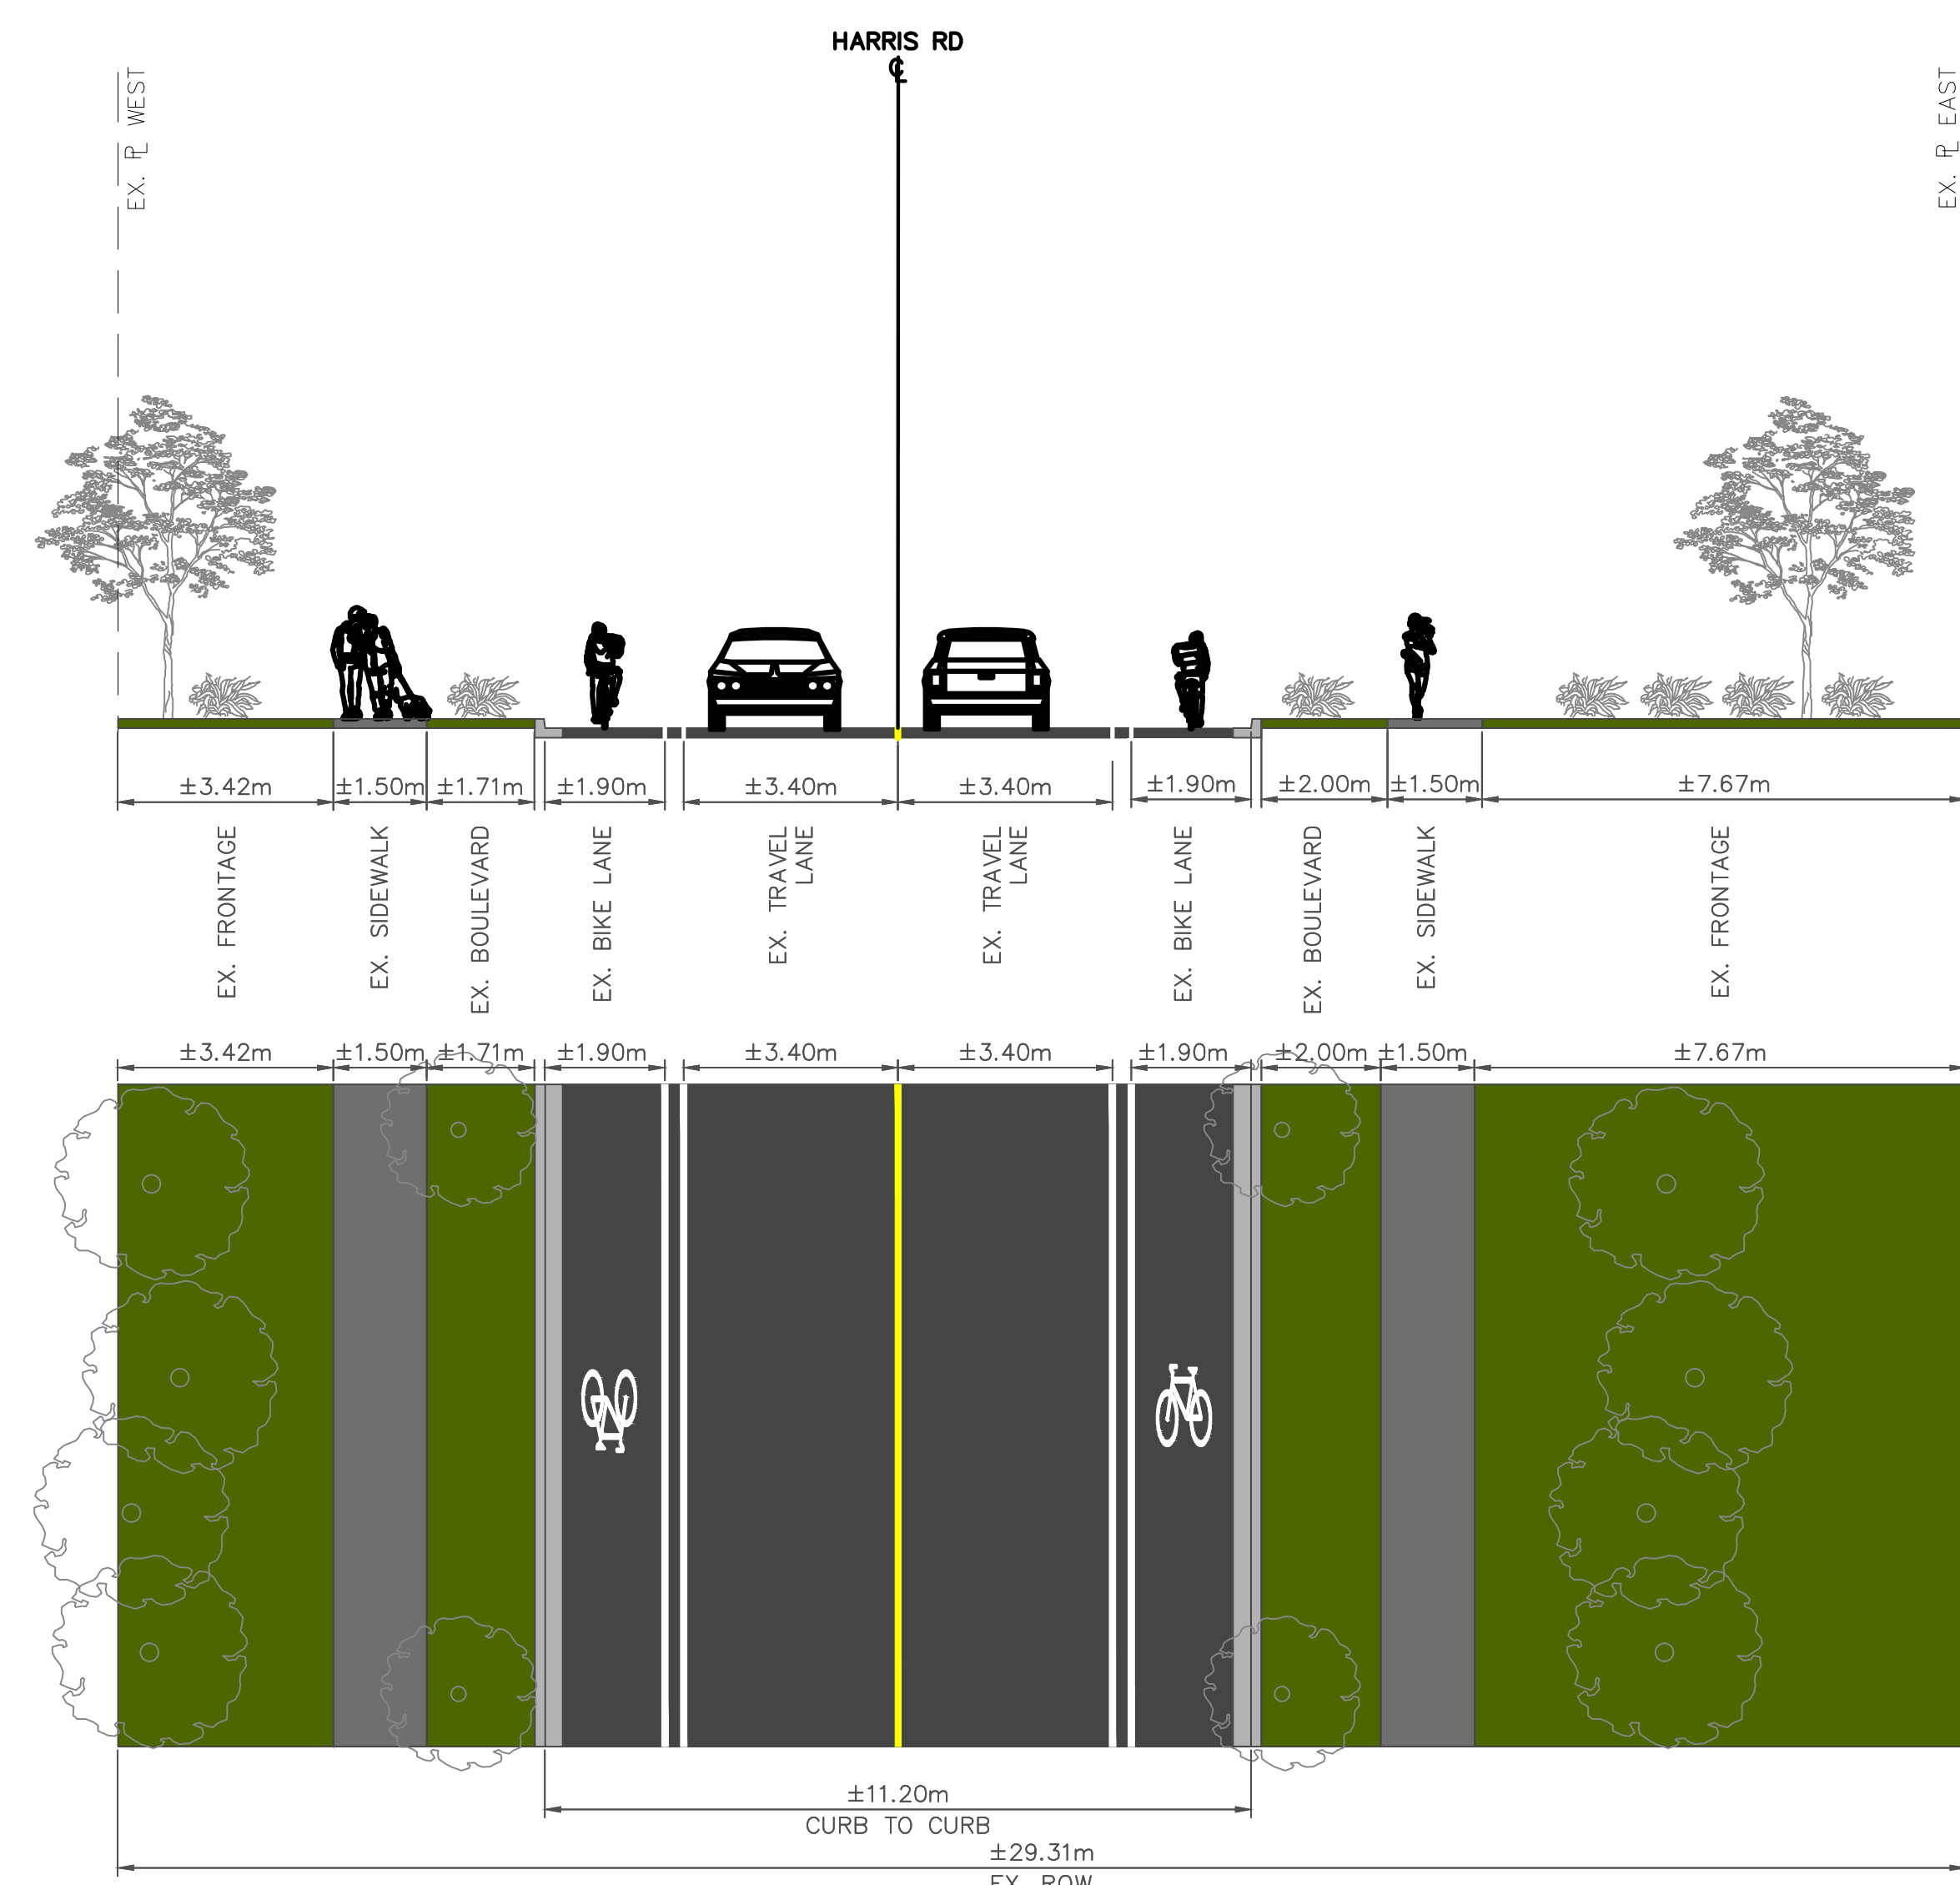 HARRIS RD
℄
EX. ⅊ WEST
EX. ⅊ EAST
±3.42m
±1.50m
±1.71m
±1.90m
±3.40m
±3.40m
±1.90m
±2.00m
±1.50m
±7.67m
EX. FRONTAGE
EX. SIDEWALK
EX. BOULEVARD
EX. BIKE LANE
EX. TRAVEL
LANE
EX. TRAVEL
LANE
EX. BIKE LANE
EX. BOULEVARD
EX. SIDEWALK
EX. FRONTAGE
±3.42m
±1.50m
±1.71m
±1.90m
±3.40m
±3.40m
±1.90m
±2.00m
±1.50m
±7.67m
±11.20m
CURB TO CURB
±29.31m
EX. ROW